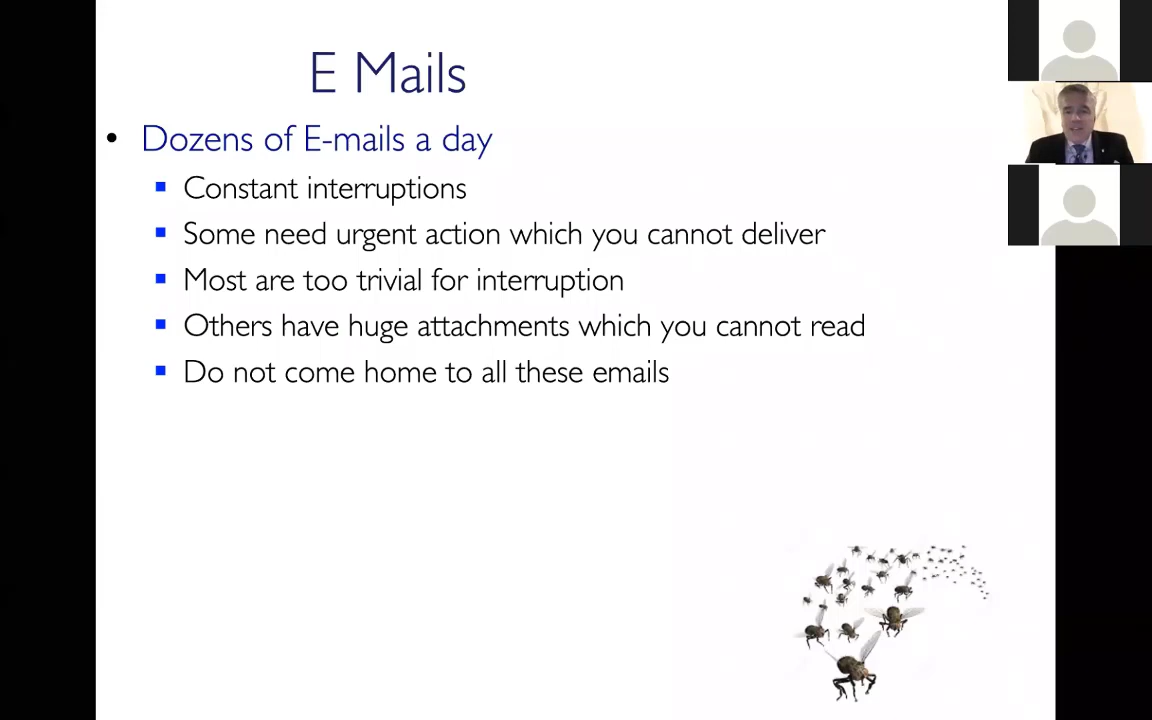 E Mails
• Dozens of E-mails a day
▪ Constant interruptions
▪ Some need urgent action which you cannot deliver
▪ Most are too trivial for interruption
▪ Others have huge attachments which you cannot read
▪ Do not come home to all these emails